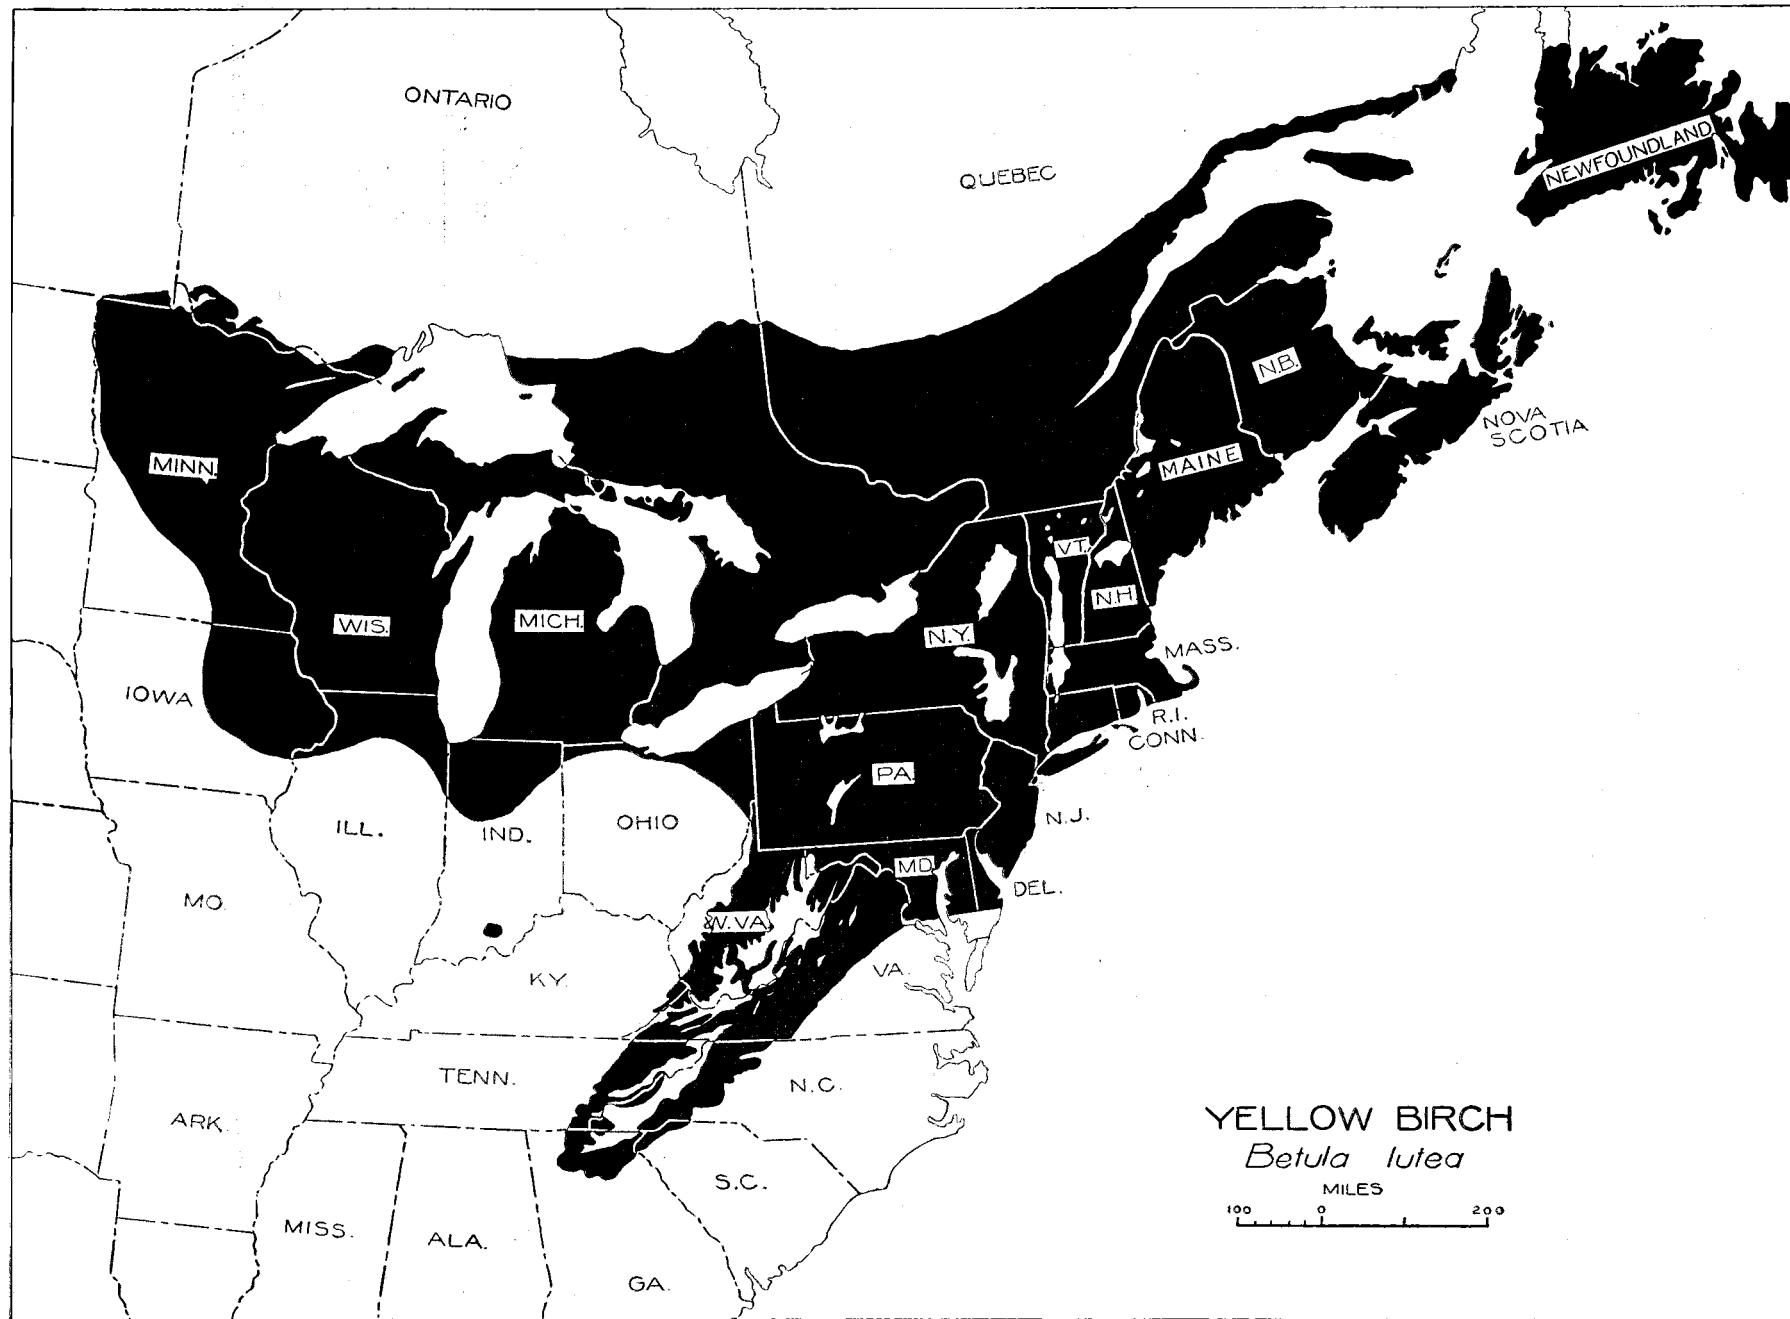 ONTARIO
QUEBEC
NEWFOUNDLAND
N.B.
NOVA
SCOTIA
MAINE
MINN.
VT.
N.H.
WIS.
MICH.
N.Y.
MASS.
IOWA
R.I.
CONN.
PA.
ILL.
IND.
OHIO
N.J.
MD.
DEL.
MO.
W.VA.
KY.
VA.
TENN.
N.C.
ARK.
YELLOW BIRCH
Betula lutea
MILES
100 0 200
S.C.
MISS.
ALA.
GA.